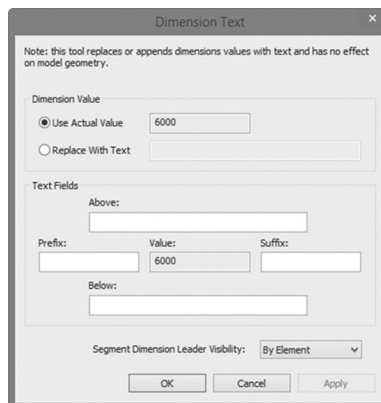 Dimension Text
Note: this tool replaces or appends dimensions values with text and has no effect
on model geometry.
Dimension Value
Use Actual Value 6000
Replace With Text
Text Fields
Above:
Prefix: Value: Suffix:
6000
Below:
Segment Dimension Leader Visibility: By Element
OK Cancel Apply